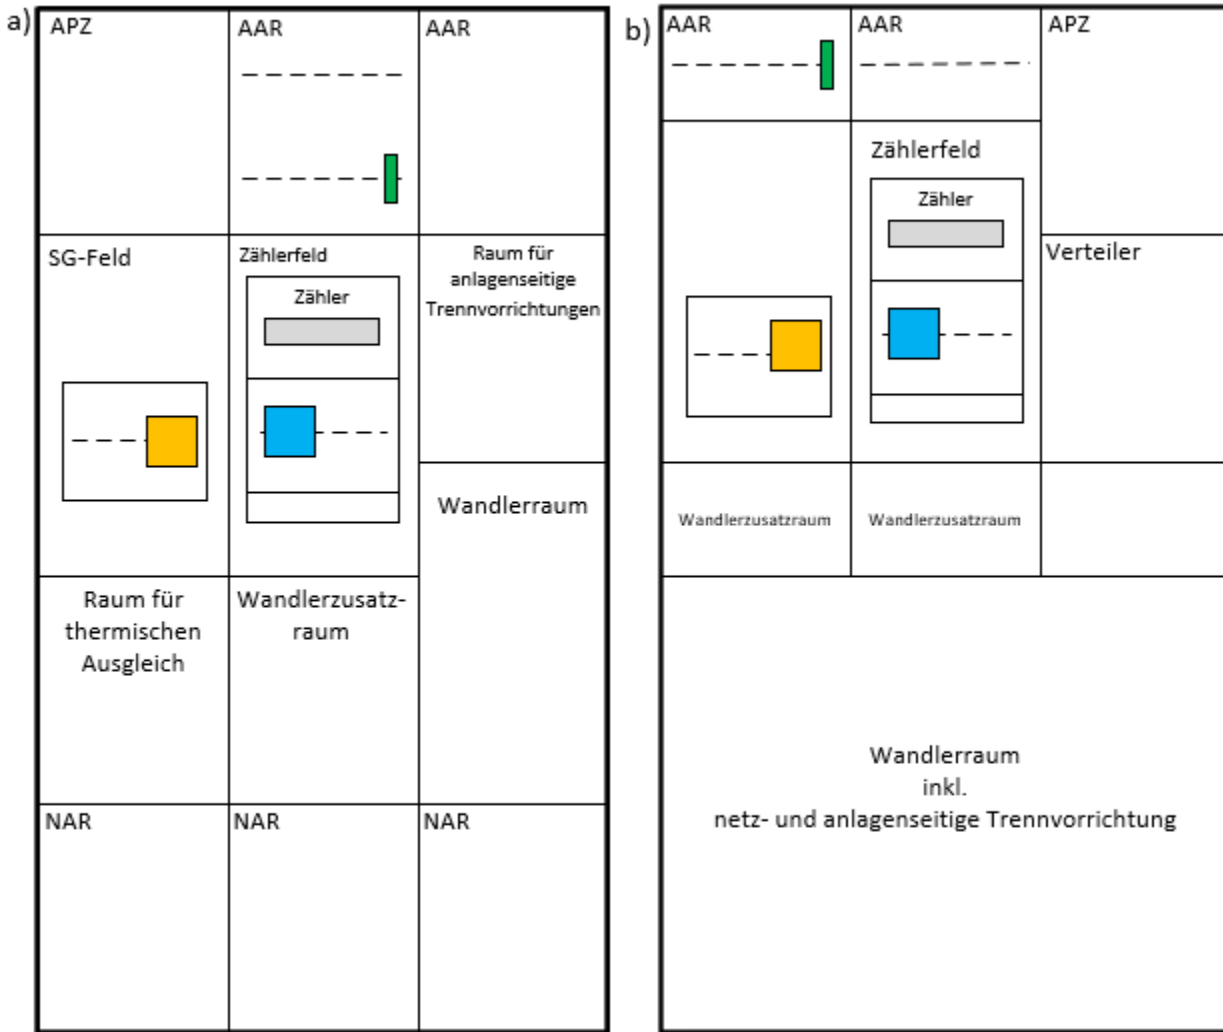 a)
APZ
AAR
AAR
SG-Feld
Zählerfeld
Zähler
Raum für
anlagenseitige
Trennvorrichtungen
Wandlerraum
Raum für
thermischen
Ausgleich
Wandlerzusatz-
raum
NAR
NAR
NAR
b)
AAR
AAR
APZ
Zählerfeld
Zähler
Verteiler
Wandlerzusatzraum
Wandlerzusatzraum
Wandlerraum
inkl.
netz- und anlagenseitige Trennvorrichtung